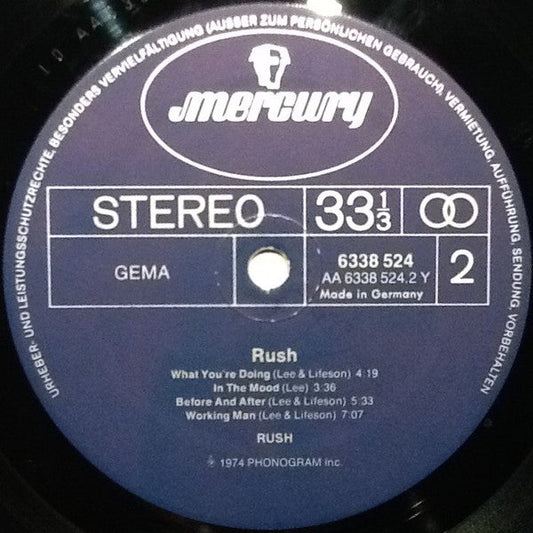 URHEBER- UND LEISTUNGSSCHUTZRECHTE, BESONDERS VERVIELFÄLTIGUNG (AUSSER ZUM PERSÖNLICHEN GEBRAUCH), VERMIETUNG, AUFFÜHRUNG, SENDUNG VORBEHALTEN
mercury
STEREO
33 1/3
GEMA
6338 524
AA 6338 524.2 Y
Made in Germany
2
Rush
What You're Doing (Lee & Lifeson) 4:19
In The Mood (Lee) 3:36
Before And After (Lee & Lifeson) 5:33
Working Man (Lee & Lifeson) 7:07
RUSH
℗ 1974 PHONOGRAM inc.